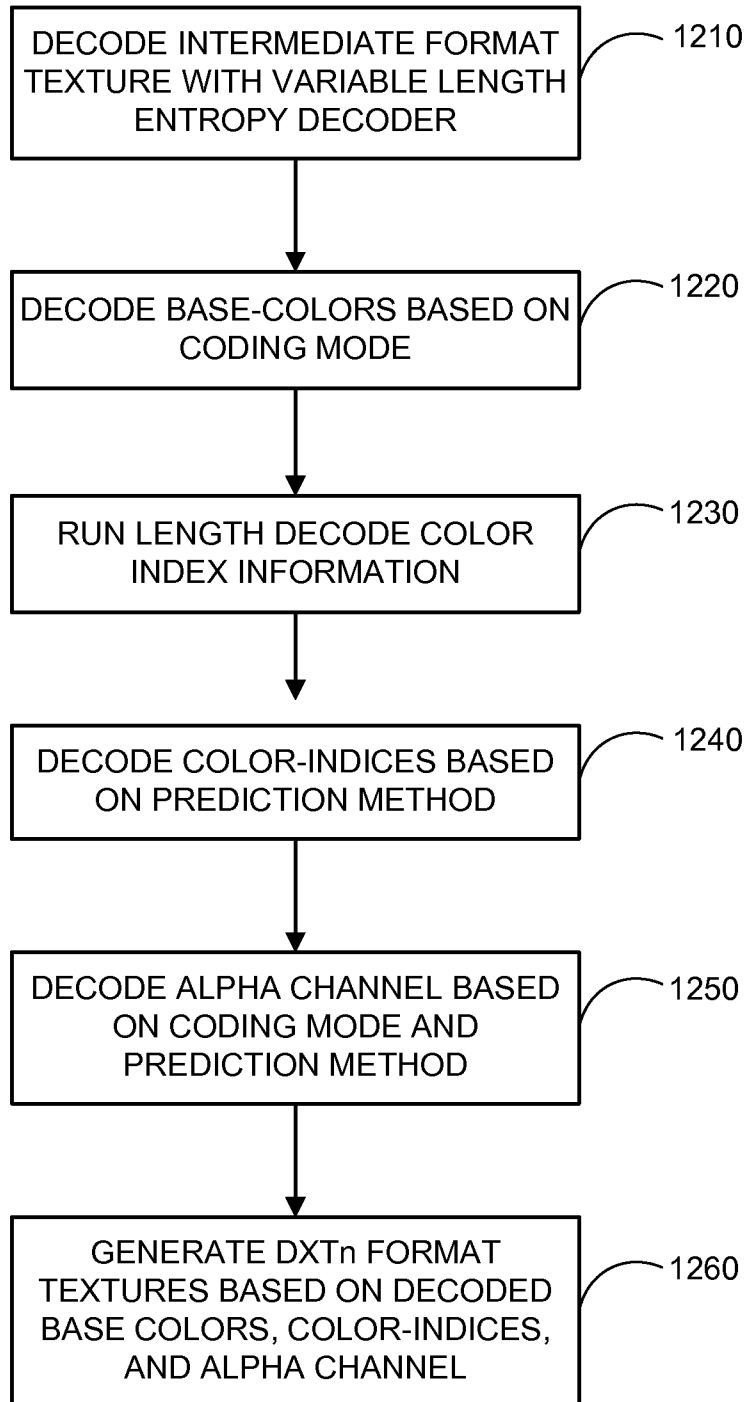 DECODE INTERMEDIATE FORMAT
TEXTURE WITH VARIABLE LENGTH
ENTROPY DECODER
1210
DECODE BASE-COLORS BASED ON
CODING MODE
1220
RUN LENGTH DECODE COLOR
INDEX INFORMATION
1230
DECODE COLOR-INDICES BASED
ON PREDICTION METHOD
1240
DECODE ALPHA CHANNEL BASED
ON CODING MODE AND
PREDICTION METHOD
1250
GENERATE DXTn FORMAT
TEXTURES BASED ON DECODED
BASE COLORS, COLOR-INDICES,
AND ALPHA CHANNEL
1260